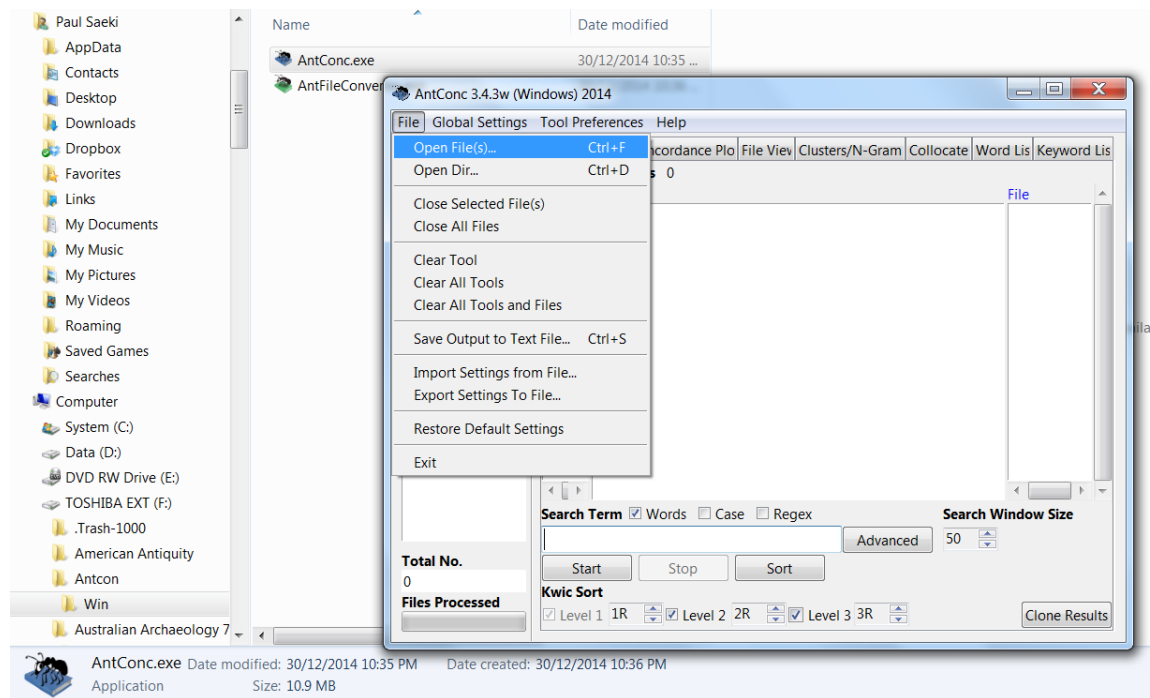 Paul Saeki
AppData
Contacts
Desktop
Downloads
Dropbox
Favorites
Links
My Documents
My Music
My Pictures
My Videos
Roaming
Saved Games
Searches
Computer
System (C:)
Data (D:)
DVD RW Drive (E:)
TOSHIBA EXT (F:)
.Trash-1000
American Antiquity
Antcon
Win
Australian Archaeology 7
Name Date modified
AntConc.exe 30/12/2014 10:35 ...
AntFileConver
AntConc 3.4.3w (Windows) 2014
File Global Settings Tool Preferences Help
Open File(s)... Ctrl+F
Open Dir... Ctrl+D
Close Selected File(s)
Close All Files
Clear Tool
Clear All Tools
Clear All Tools and Files
Save Output to Text File... Ctrl+S
Import Settings from File...
Export Settings To File...
Restore Default Settings
Exit
ncordance Plo File View Clusters/N-Gram Collocate Word Lis Keyword Lis
s 0
File
Search Term Words Case Regex Search Window Size
Advanced 50
Total No.
0
Files Processed
Start Stop Sort
Kwic Sort
Level 1 1R Level 2 2R Level 3 3R Clone Results
AntConc.exe Date modified: 30/12/2014 10:35 PM Date created: 30/12/2014 10:36 PM
Application Size: 10.9 MB